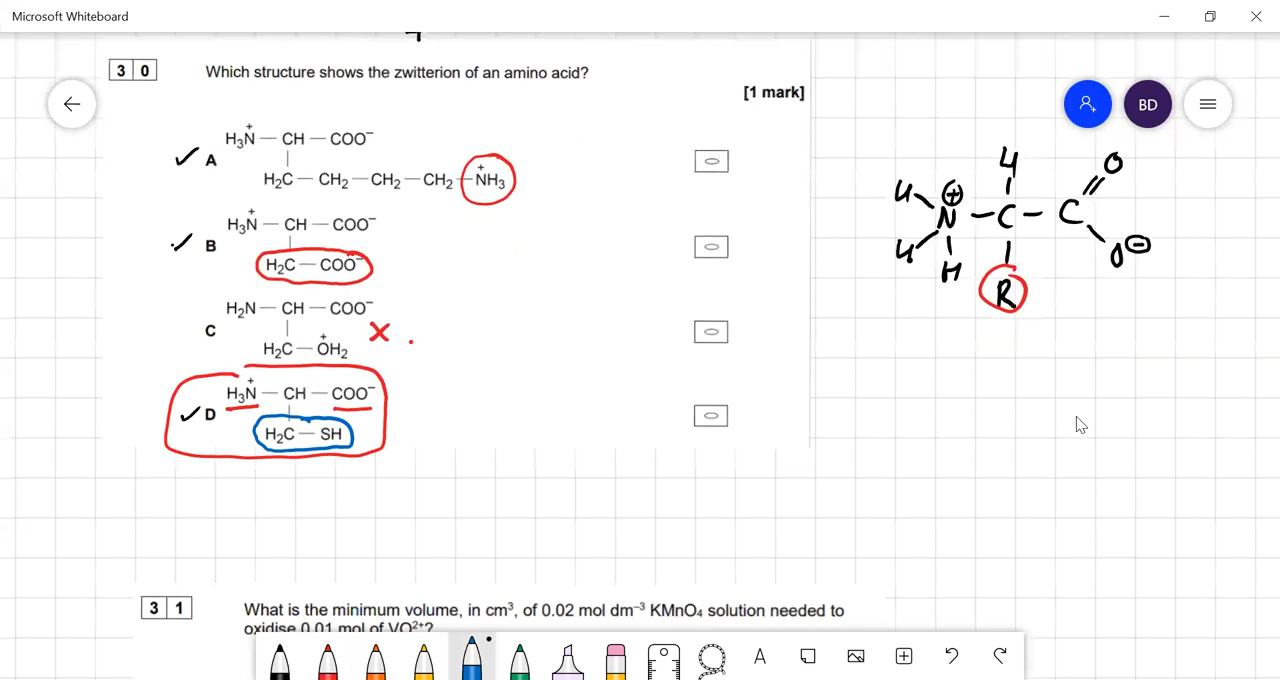 Microsoft Whiteboard
4
3 0 Which structure shows the zwitterion of an amino acid?
[1 mark]
BD
+
H₃N — CH — COO⁻
A
H₂C — CH₂ — CH₂ — CH₂ — NH₃
+
+
H₃N — CH — COO⁻
B
H₂C — COO⁻
H₂N — CH — COO⁻
C
+
H₂C — OH₂
+
H₃N — CH — COO⁻
D
H₂C — SH
H O
H + N — C — C
H H O −
R
3 1 What is the minimum volume, in cm³, of 0.02 mol dm⁻³ KMnO₄ solution needed to
oxidise 0.01 mol of VO²⁺?
A